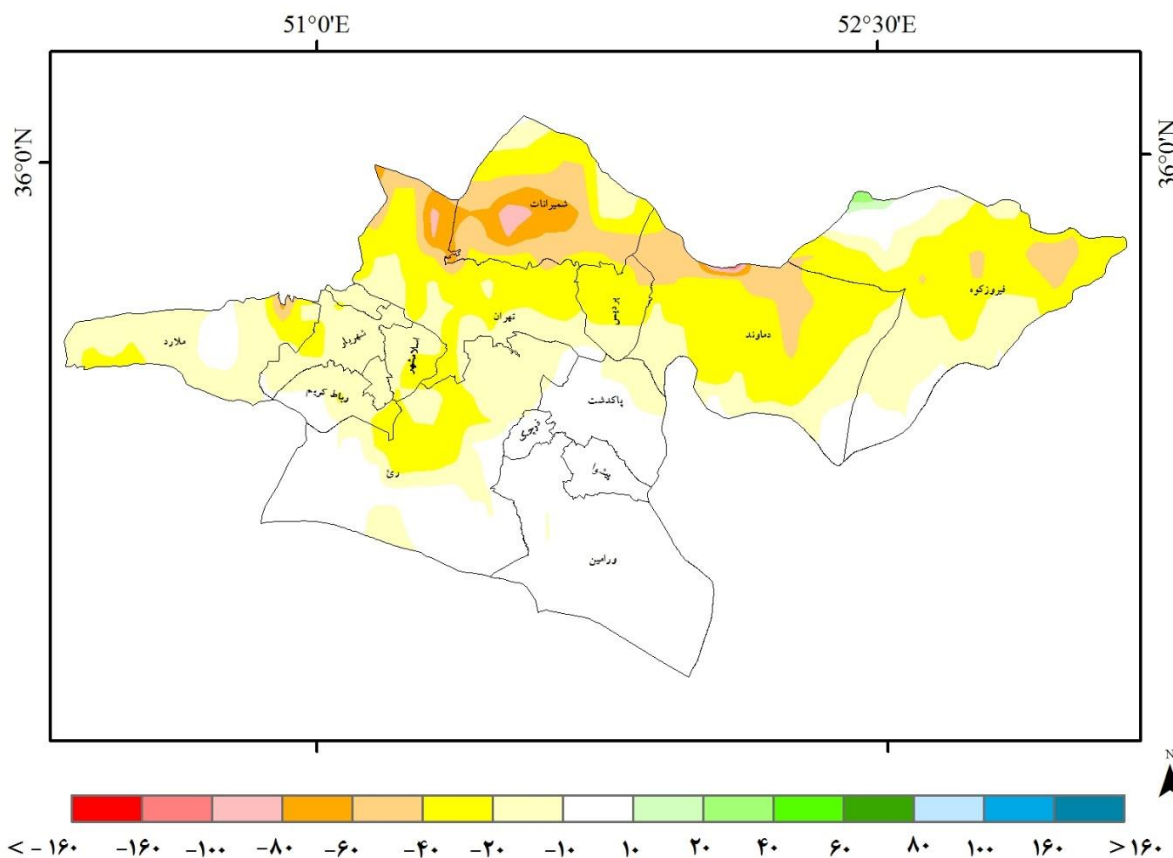 51°0'E 52°30'E
36°0'N 36°0'N
شمیرانات
فیروزکوه
تهران
پردیس
دماوند
ملارد
شهریار
اسلامشهر
رباط کریم
پاکدشت
قرچک
ری
پیشوا
ورامین
N
< -۱۶۰ -۱۶۰ -۱۰۰ -۸۰ -۶۰ -۴۰ -۲۰ -۱۰ ۱۰ ۲۰ ۴۰ ۶۰ ۸۰ ۱۰۰ ۱۶۰ >۱۶۰